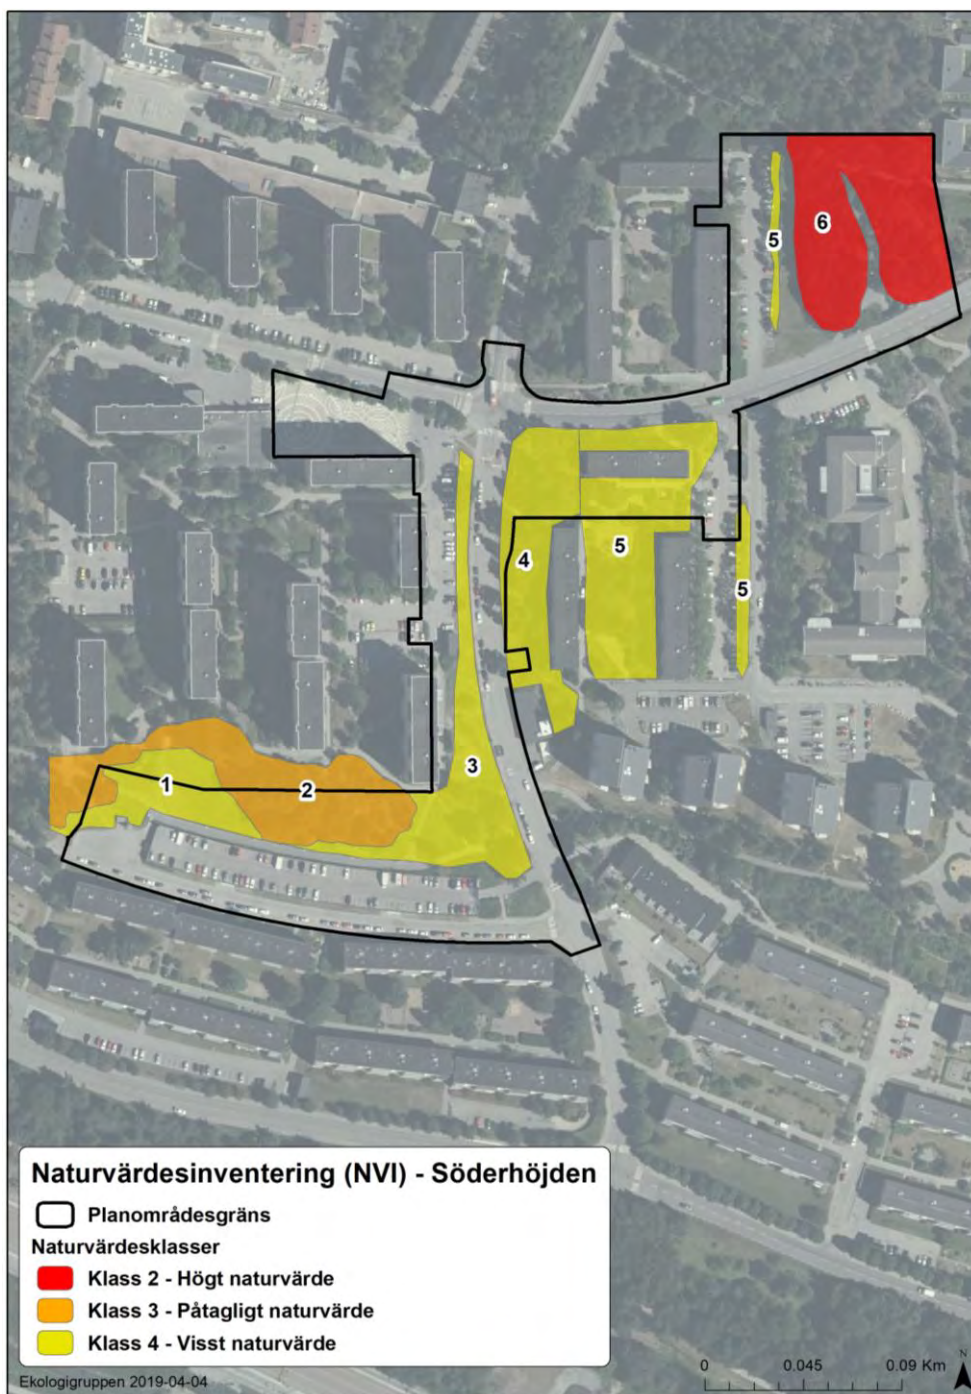 6
5
5
4
5
3
1
2
Naturvärdesinventering (NVI) - Söderhöjden
Planområdesgräns
Naturvärdesklasser
Klass 2 - Högt naturvärde
Klass 3 - Påtagligt naturvärde
Klass 4 - Visst naturvärde
Ekologigruppen 2019-04-04
0 0.045 0.09 Km
N